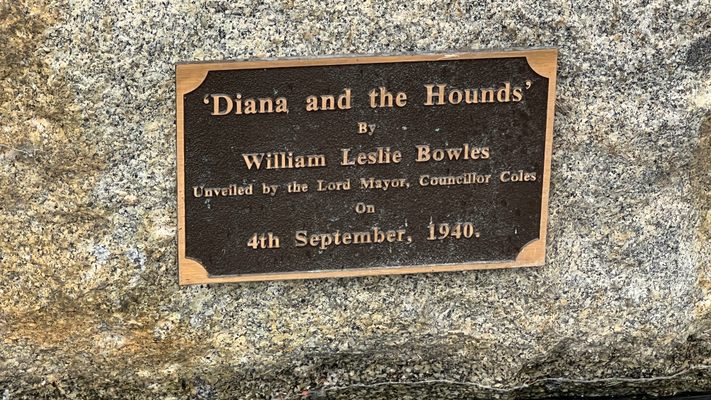 'Diana and the Hounds'
By
William Leslie Bowles
Unveiled by the Lord Mayor, Councillor Coles
On
4th September, 1940.